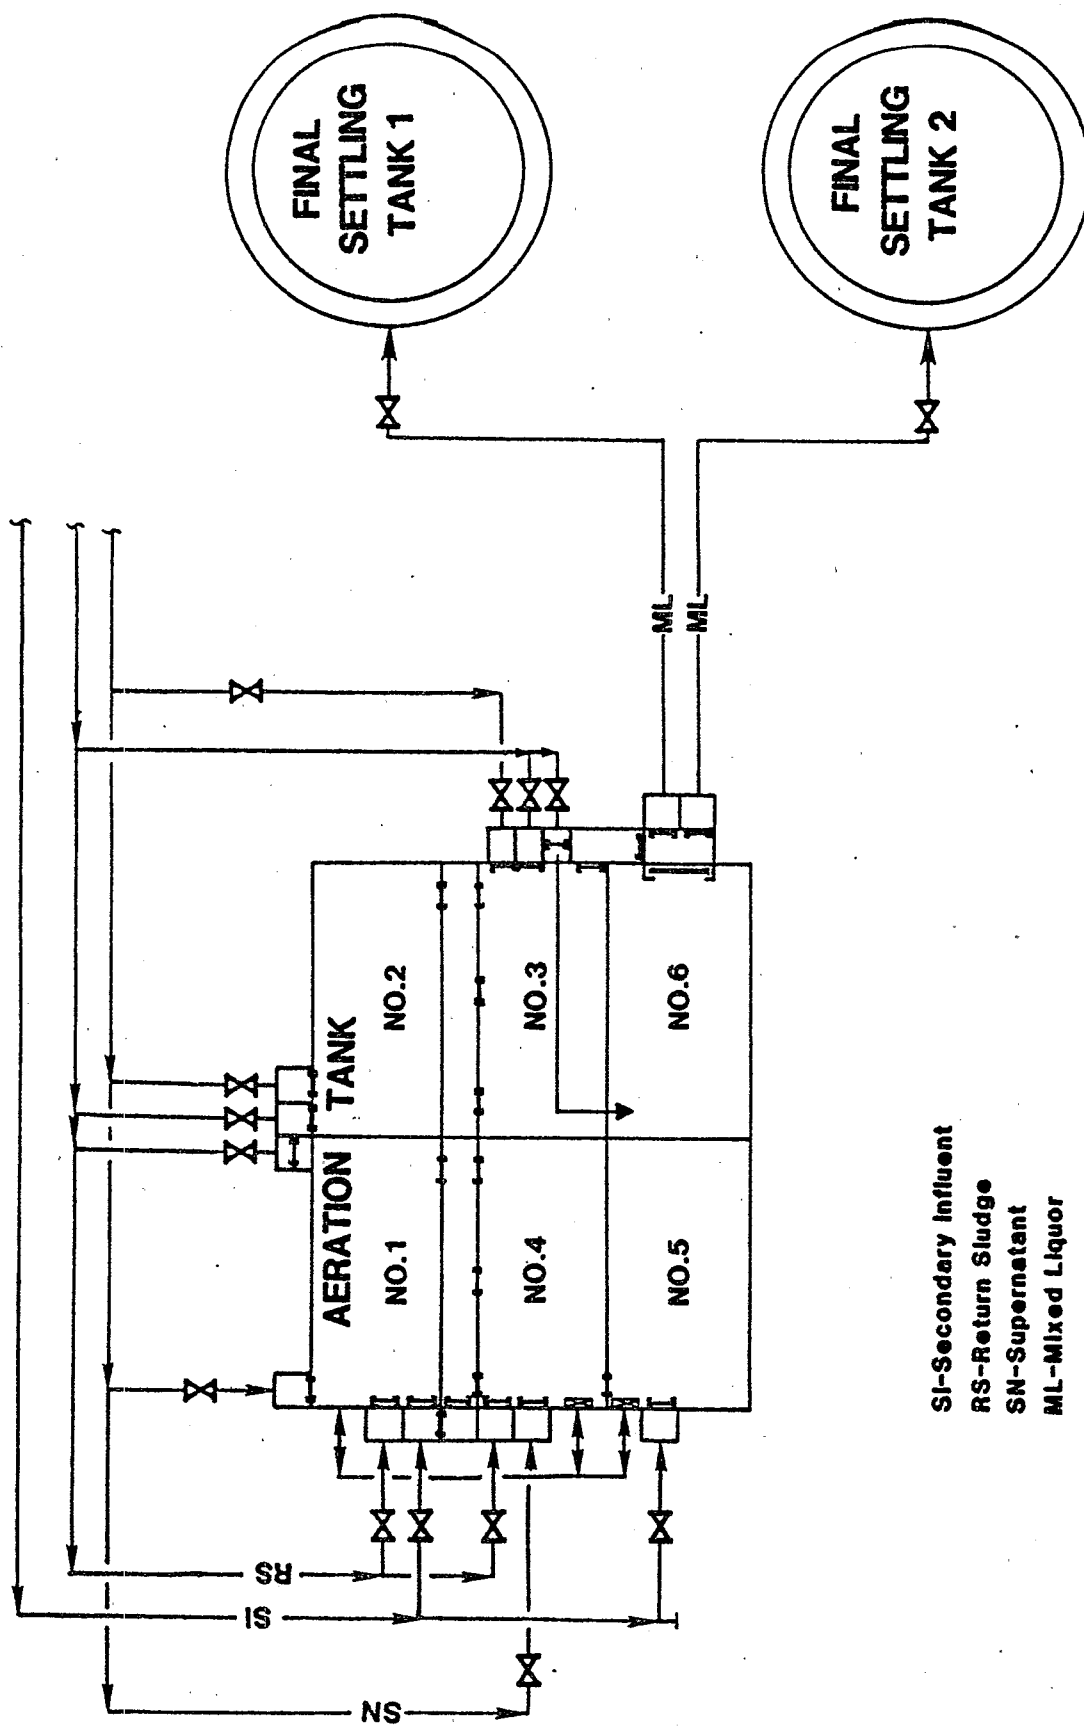 FINAL
SETTLING
TANK 1
FINAL
SETTLING
TANK 2
ML
ML
AERATION TANK
NO.1
NO.2
NO.4
NO.3
NO.5
NO.6
RS
SI
SN
SI-Secondary Influent
RS-Return Sludge
SN-Supernatant
ML-Mixed Liquor